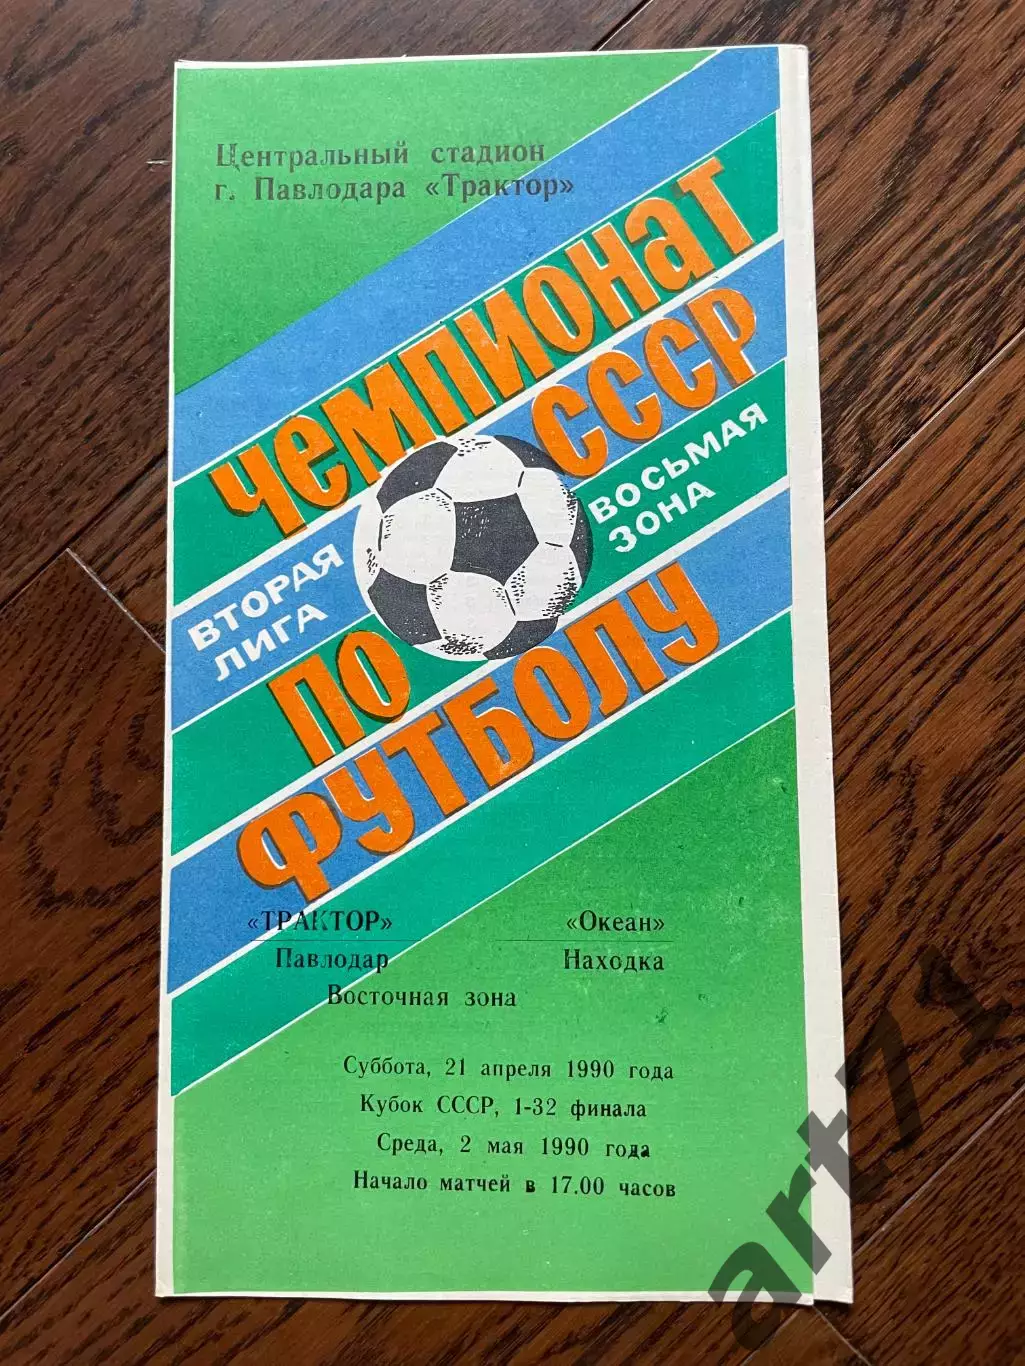 Центральный стадион
г. Павлодара «Трактор»
ЧЕМПИОНАТ
СССР
ВТОРАЯ
ЛИГА
ВОСЬМАЯ
ЗОНА
ПО
ФУТБОЛУ
«ТРАКТОР»
Павлодар
«Океан»
Находка
Восточная зона
Суббота, 21 апреля 1990 года
Кубок СССР, 1-32 финала
Среда, 2 мая 1990 года
Начало матчей в 17.00 часов
art71